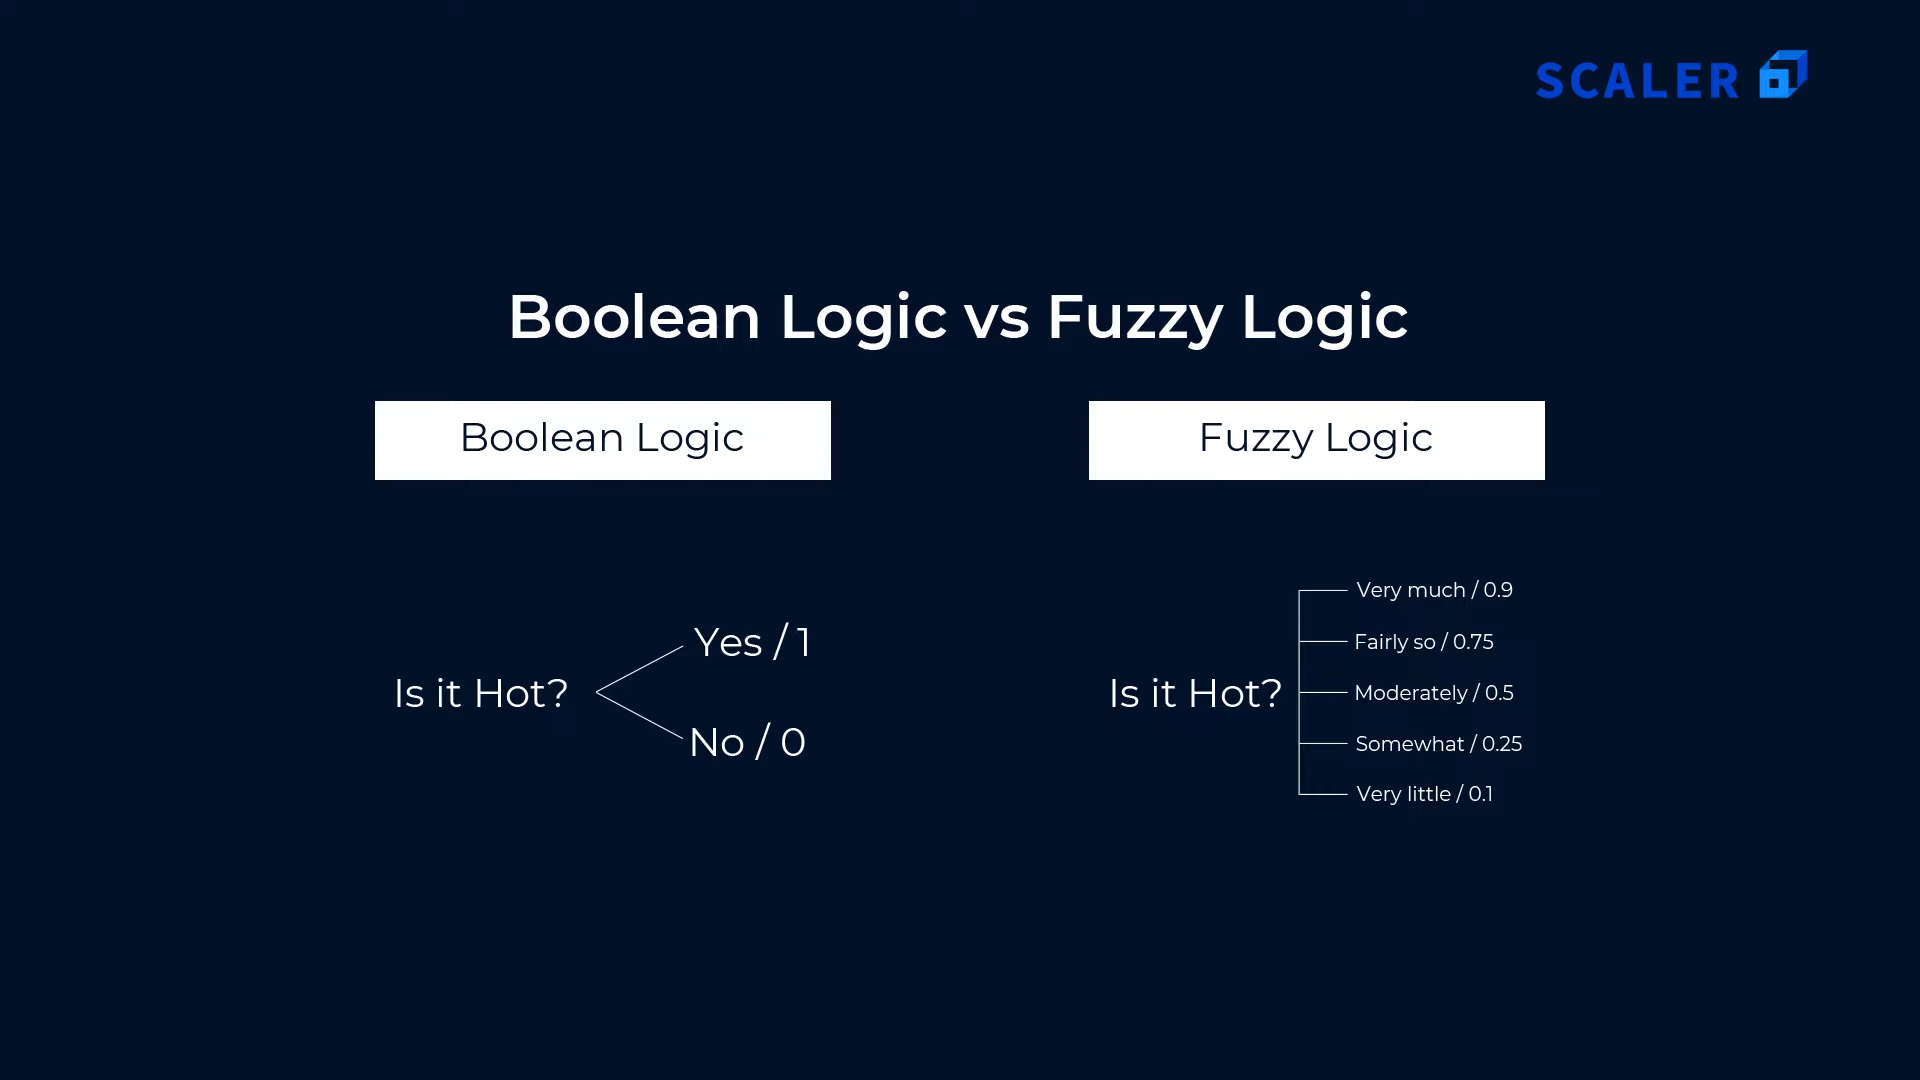 SCALER
Boolean Logic vs Fuzzy Logic
Boolean Logic
Is it Hot?
Yes / 1
No / 0
Fuzzy Logic
Is it Hot?
Very much / 0.9
Fairly so / 0.75
Moderately / 0.5
Somewhat / 0.25
Very little / 0.1